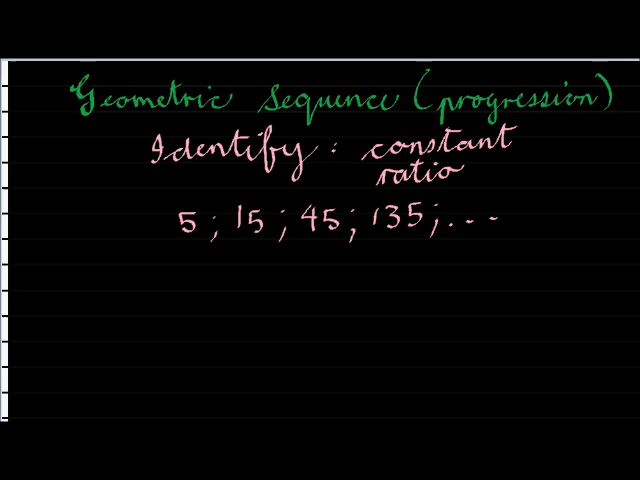 Geometric Sequence (progression)
Identify : constant
ratio
5 ; 15 ; 45 ; 135 ; ...